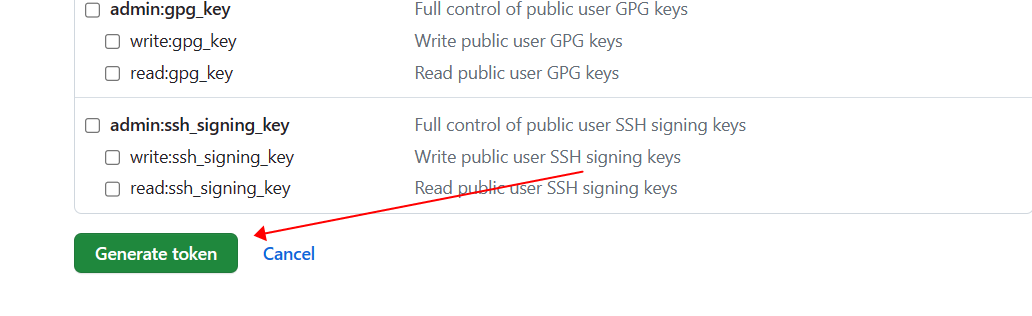 admin:gpg_key Full control of public user GPG keys
write:gpg_key Write public user GPG keys
read:gpg_key Read public user GPG keys
admin:ssh_signing_key Full control of public user SSH signing keys
write:ssh_signing_key Write public user SSH signing keys
read:ssh_signing_key Read public user SSH signing keys
Generate token Cancel